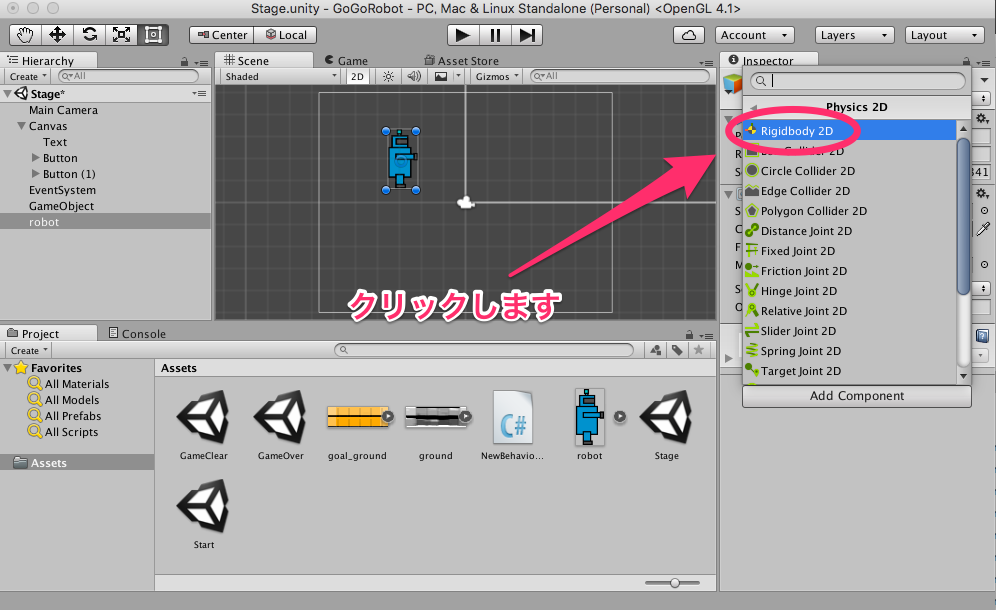 Stage.unity - GoGoRobot - PC, Mac & Linux Standalone (Personal) <OpenGL 4.1>
Center
Local
Account
Layers
Layout
Hierarchy
Create
All
Stage*
Main Camera
Canvas
Text
Button
Button (1)
EventSystem
GameObject
robot
Scene
Game
Asset Store
Shaded
2D
Gizmos
All
クリックします
Inspector
Physics 2D
Rigidbody 2D
Circle Collider 2D
Edge Collider 2D
Polygon Collider 2D
Distance Joint 2D
Fixed Joint 2D
Friction Joint 2D
Hinge Joint 2D
Relative Joint 2D
Slider Joint 2D
Spring Joint 2D
Target Joint 2D
Add Component
341
Project
Console
Create
Favorites
All Materials
All Models
All Prefabs
All Scripts
Assets
Assets
GameClear
GameOver
goal_ground
ground
C#
NewBehavio...
robot
Stage
Start